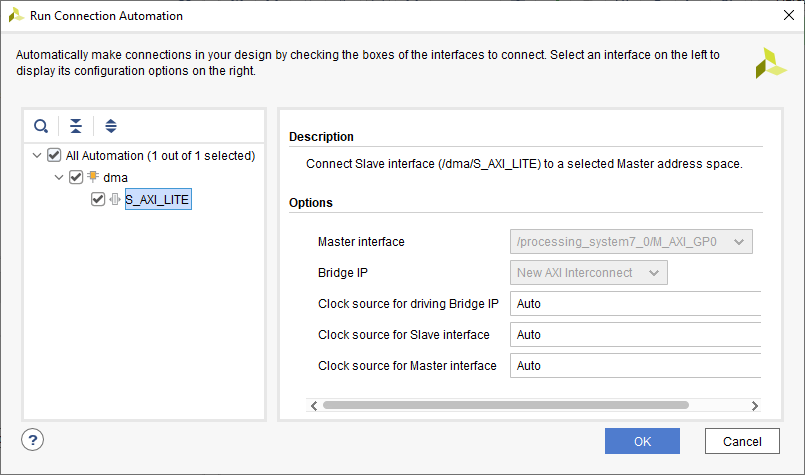 Run Connection Automation
Automatically make connections in your design by checking the boxes of the interfaces to connect. Select an interface on the left to
display its configuration options on the right.
All Automation (1 out of 1 selected)
dma
S_AXI_LITE
Description
Connect Slave interface (/dma/S_AXI_LITE) to a selected Master address space.
Options
Master interface /processing_system7_0/M_AXI_GP0
Bridge IP New AXI Interconnect
Clock source for driving Bridge IP Auto
Clock source for Slave interface Auto
Clock source for Master interface Auto
?
OK Cancel